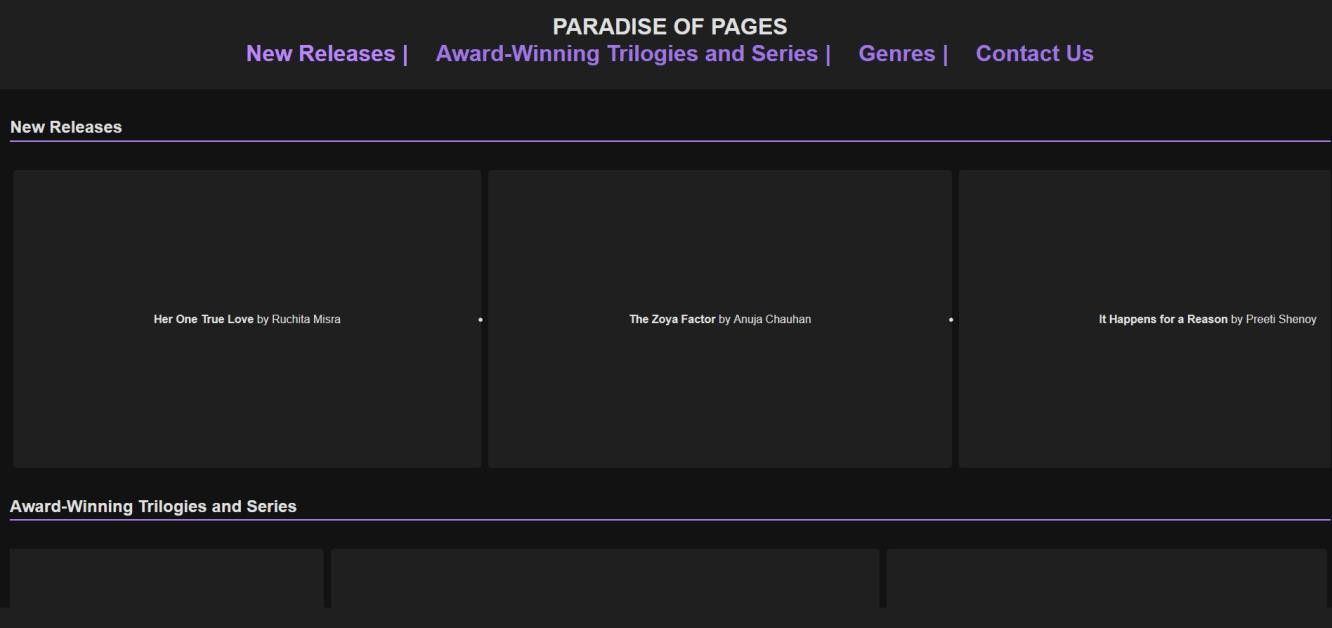 PARADISE OF PAGES
New Releases | Award-Winning Trilogies and Series | Genres | Contact Us
New Releases
Her One True Love by Ruchita Misra • The Zoya Factor by Anuja Chauhan • It Happens for a Reason by Preeti Shenoy
Award-Winning Trilogies and Series